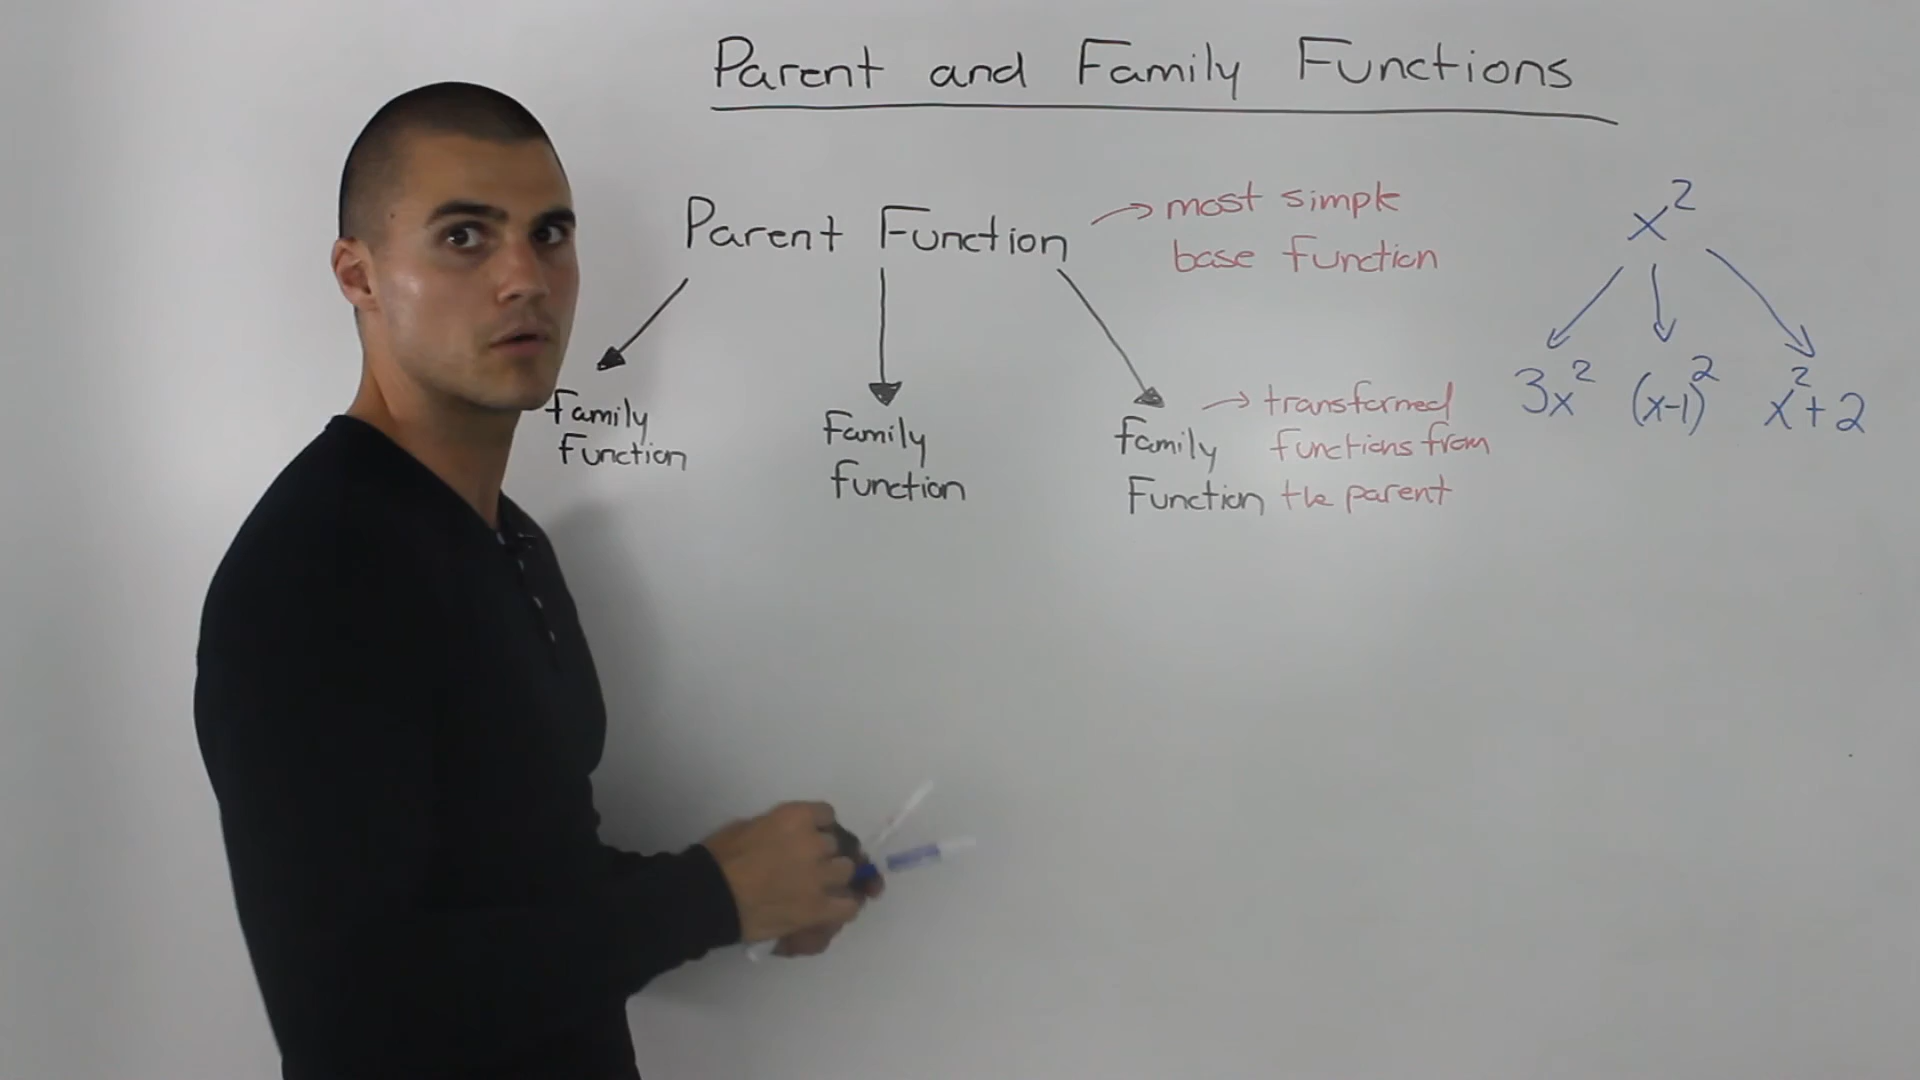 Parent and Family Functions
Parent Function
→ most simple
base function
x²
family
function
family
function
family
Function
→ transformed
functions from
the parent
3x² (x-1)² x²+2